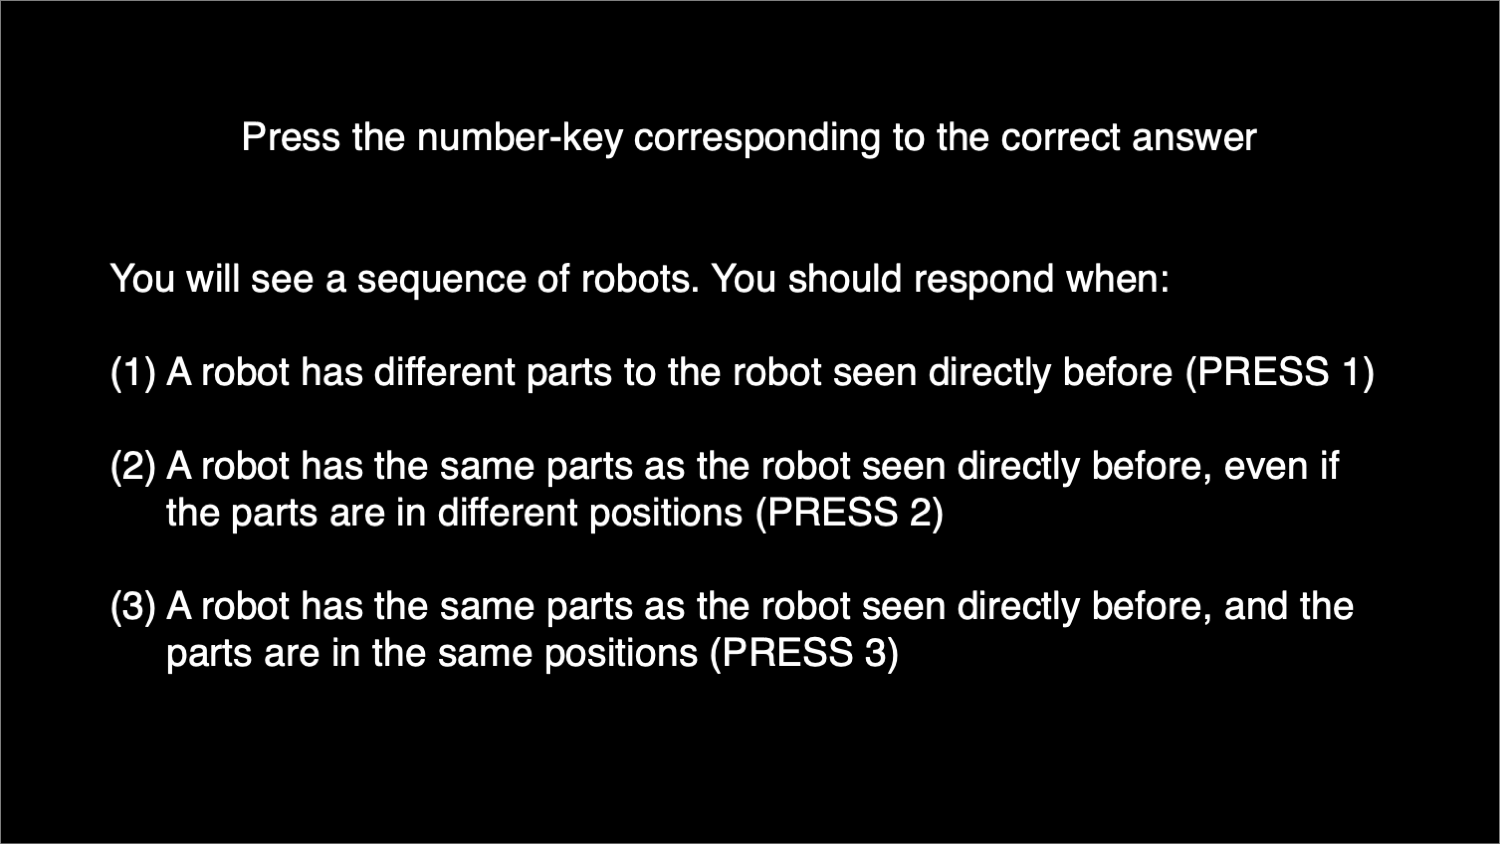 Press the number-key corresponding to the correct answer
You will see a sequence of robots. You should respond when:
(1) A robot has different parts to the robot seen directly before (PRESS 1)
(2) A robot has the same parts as the robot seen directly before, even if
the parts are in different positions (PRESS 2)
(3) A robot has the same parts as the robot seen directly before, and the
parts are in the same positions (PRESS 3)